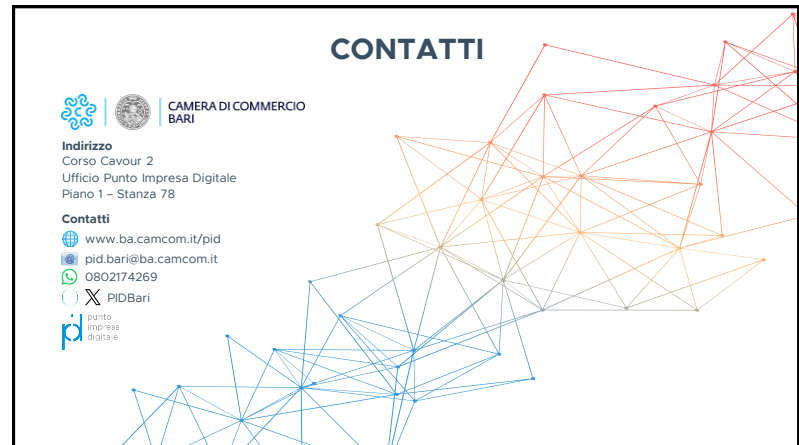 CONTATTI
CAMERA DI COMMERCIO
BARI
Indirizzo
Corso Cavour 2
Ufficio Punto Impresa Digitale
Piano 1 – Stanza 78
Contatti
www.ba.camcom.it/pid
pid.bari@ba.camcom.it
0802174269
PIDBari
pid
punto
impresa
digitale